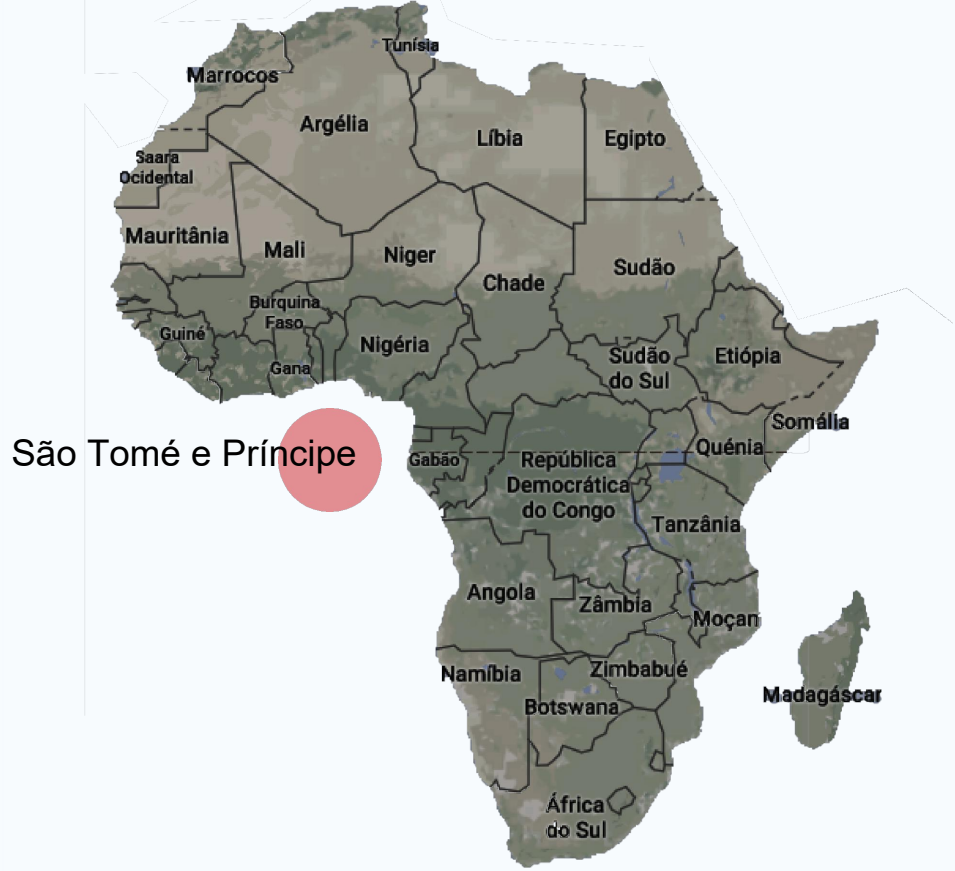 Tunísia
Marrocos
Argélia
Líbia
Egipto
Saara
Ocidental
Mauritânia
Mali
Niger
Chade
Sudão
Burquina
Faso
Guiné
Gana
Nigéria
Sudão
do Sul
Etiópia
Somália
São Tomé e Príncipe
Gabão
República
Democrática
do Congo
Quénia
Tanzânia
Angola
Zâmbia
Moçam
Namíbia
Zimbabué
Botswana
Madagáscar
África
do Sul